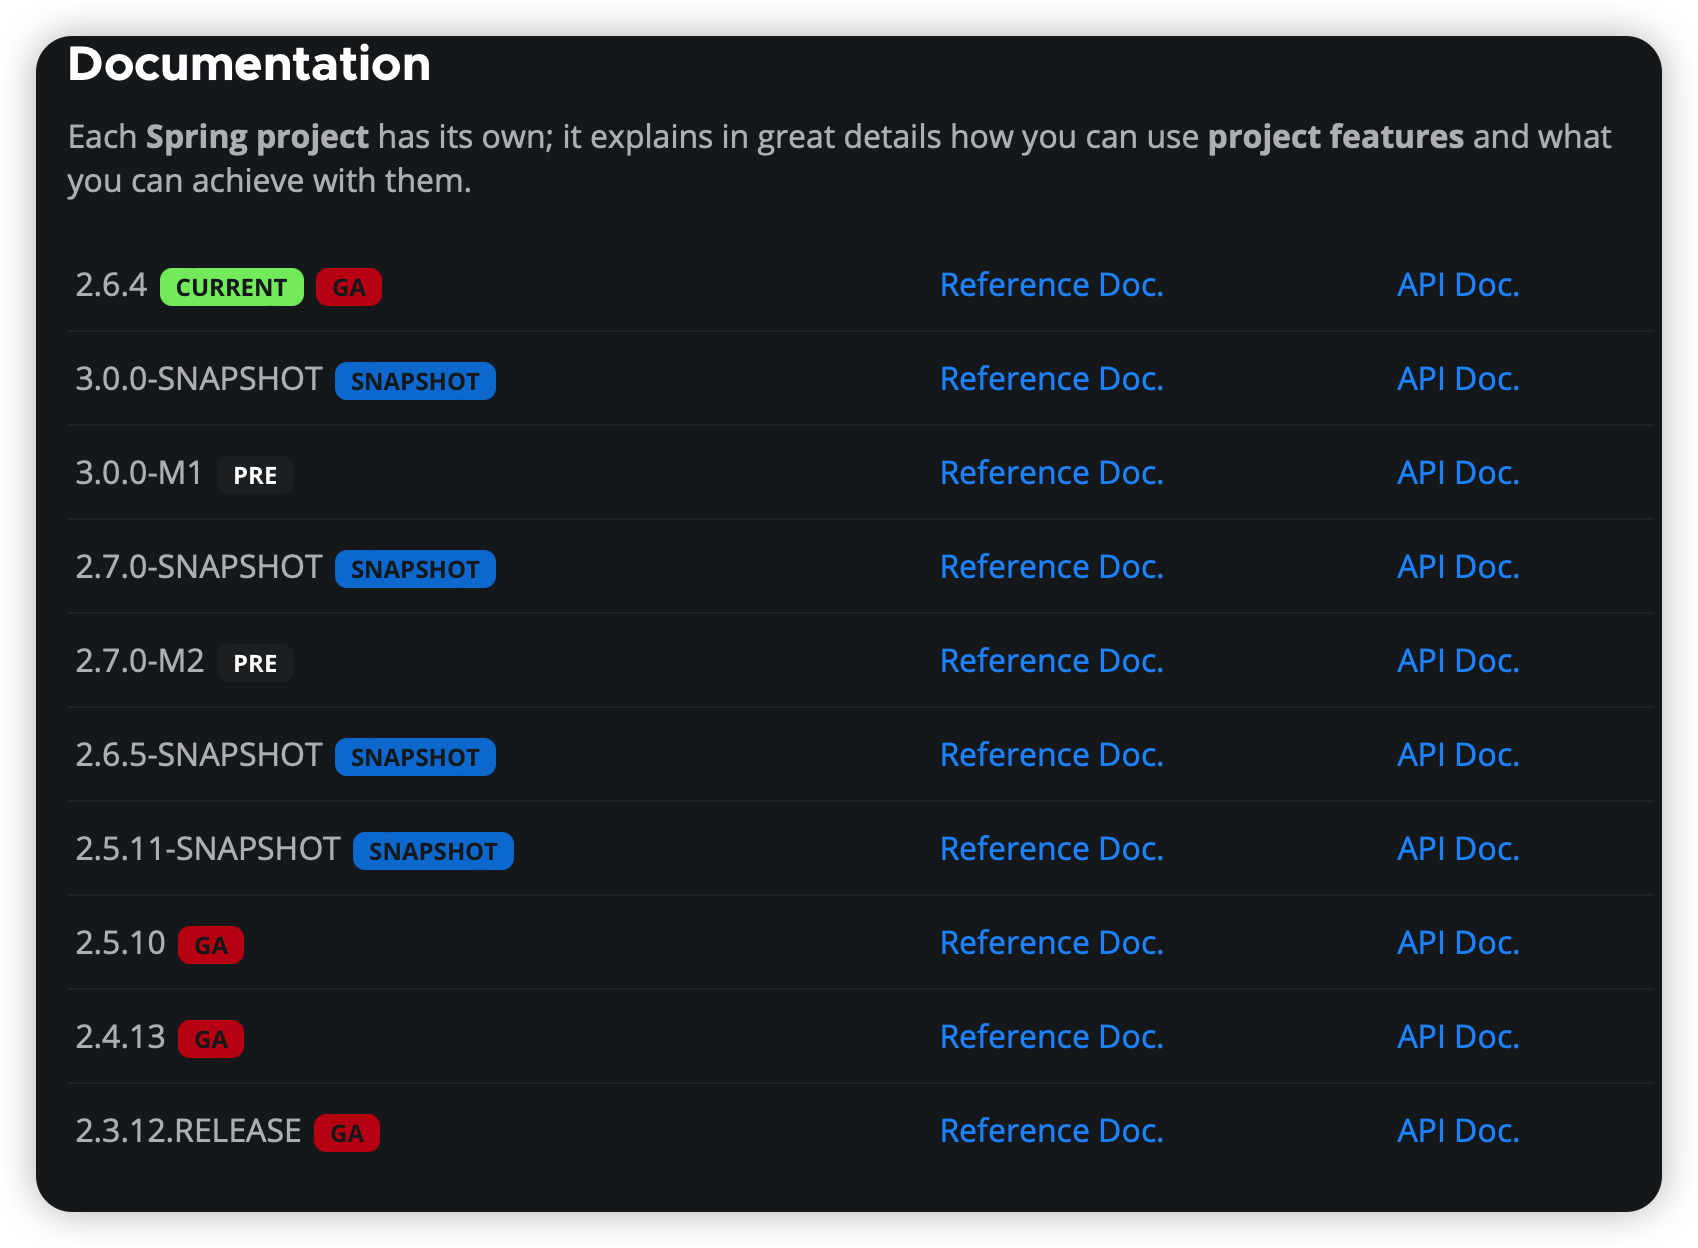 Documentation
Each Spring project has its own; it explains in great details how you can use project features and what
you can achieve with them.
2.6.4 CURRENT GA Reference Doc. API Doc.
3.0.0-SNAPSHOT SNAPSHOT Reference Doc. API Doc.
3.0.0-M1 PRE Reference Doc. API Doc.
2.7.0-SNAPSHOT SNAPSHOT Reference Doc. API Doc.
2.7.0-M2 PRE Reference Doc. API Doc.
2.6.5-SNAPSHOT SNAPSHOT Reference Doc. API Doc.
2.5.11-SNAPSHOT SNAPSHOT Reference Doc. API Doc.
2.5.10 GA Reference Doc. API Doc.
2.4.13 GA Reference Doc. API Doc.
2.3.12.RELEASE GA Reference Doc. API Doc.